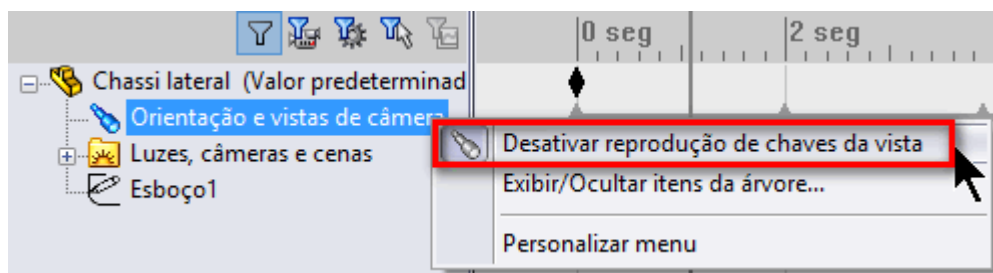 0 seg
2 seg
Chassi lateral (Valor predeterminad
Orientação e vistas de câmera
Desativar reprodução de chaves da vista
Luzes, câmeras e cenas
Exibir/Ocultar itens da árvore...
Esboço1
Personalizar menu